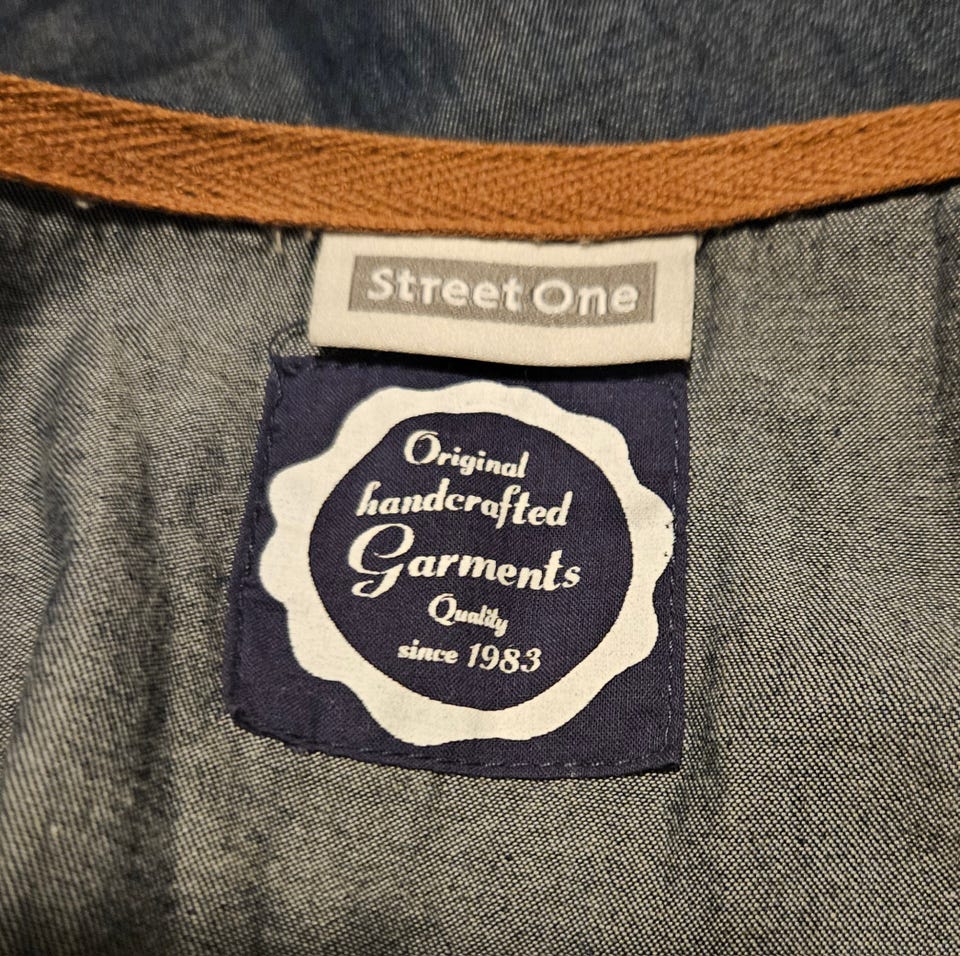 Street One
Original
handcrafted
Garments
Quality
since 1983